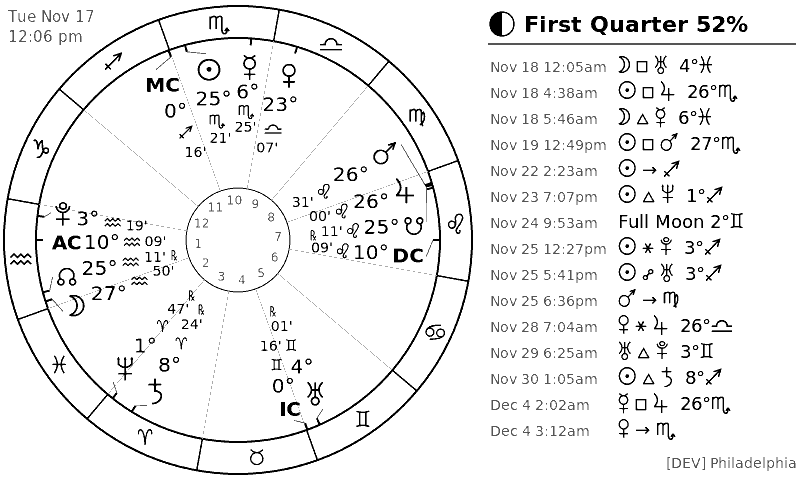 Tue Nov 17
12:06 pm
First Quarter 52%
Nov 18 12:05am ☽ □ ♅ 4°♓
Nov 18 4:38am ☉ □ ♃ 26°♏
Nov 18 5:46am ☽ △ ☿ 6°♓
Nov 19 12:49pm ☉ □ ♂ 27°♏
Nov 22 2:23am ☉ → ♐
Nov 23 7:07pm ☉ △ ♆ 1°♐
Nov 24 9:53am Full Moon 2°♊
Nov 25 12:27pm ☉ ⚹ ⯓ 3°♐
Nov 25 5:41pm ☉ ☍ ♅ 3°♐
Nov 25 6:36pm ♂ → ♍
Nov 28 7:04am ♀ ⚹ ♃ 26°♎
Nov 29 6:25am ♅ △ ⯓ 3°♊
Nov 30 1:05am ☉ △ ♄ 8°♐
Dec 4 2:02am ☿ □ ♃ 26°♏
Dec 4 3:12am ♀ → ♏
[DEV] Philadelphia
MC 0° ♐ 16'
☉ 25° ♏ 21'
☿ 6° ♏ 25'
♀ 23° ♎ 07'
♂ 26° ♌ 31'
♃ 26° ♌ 00'
☋ 25° ♌ 11' ℞
DC 10° ♌ 09'
⯓ 3° ♒ 19'
AC 10° ♒ 09'
☊ 25° ♒ 11' ℞
☽ 27° ♒ 50'
♆ 1° ♈ 47' ℞
♄ 8° ♈ 24' ℞
IC 0° ♊ 16'
♅ 4° ♊ 01' ℞
♏
♎
♍
♌
♋
♊
♉
♈
♓
♒
♑
♐
1
2
3
4
5
6
7
8
9
10
11
12